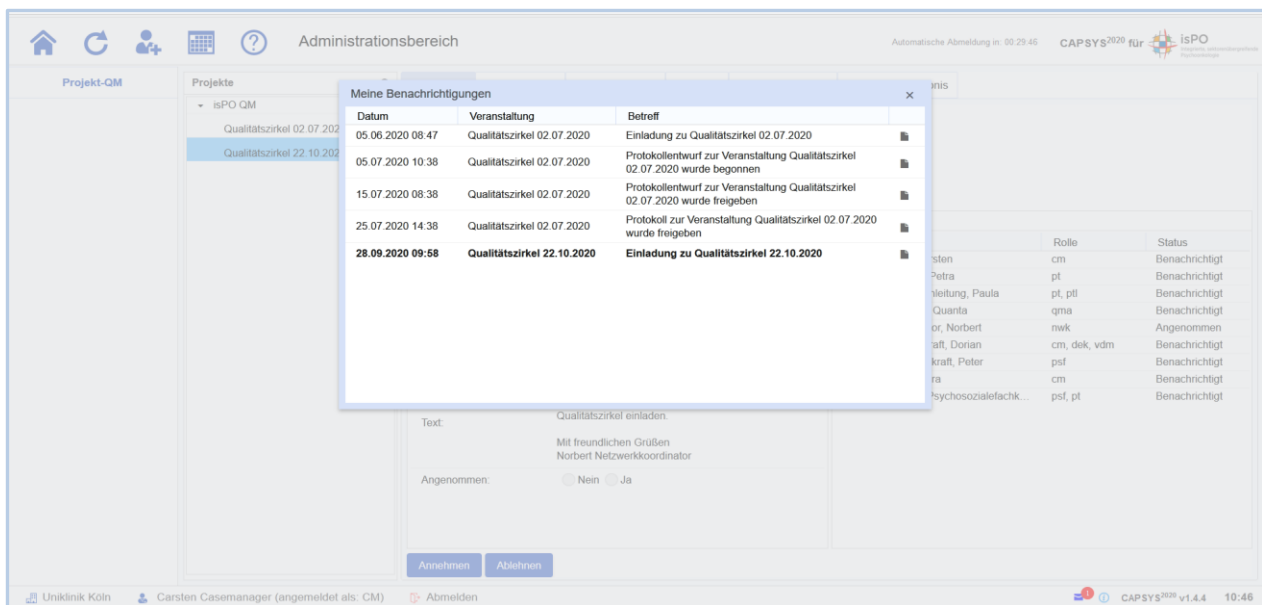 Administrationsbereich
Automatische Abmeldung in: 00:29:46
CAPSYS2020 für isPO
Projekt-QM
Projekte
isPO QM
Qualitätszirkel 02.07.202
Qualitätszirkel 22.10.202
nis
Meine Benachrichtigungen
Datum Veranstaltung Betreff
05.06.2020 08:47 Qualitätszirkel 02.07.2020 Einladung zu Qualitätszirkel 02.07.2020
05.07.2020 10:38 Qualitätszirkel 02.07.2020 Protokollentwurf zur Veranstaltung Qualitätszirkel
02.07.2020 wurde begonnen
15.07.2020 08:38 Qualitätszirkel 02.07.2020 Protokollentwurf zur Veranstaltung Qualitätszirkel
02.07.2020 wurde freigeben
25.07.2020 14:38 Qualitätszirkel 02.07.2020 Protokoll zur Veranstaltung Qualitätszirkel 02.07.2020
wurde freigeben
28.09.2020 09:58 Qualitätszirkel 22.10.2020 Einladung zu Qualitätszirkel 22.10.2020
Rolle Status
rsten cm Benachrichtigt
Petra pt Benachrichtigt
nleitung, Paula pt, ptl Benachrichtigt
Quanta qma Benachrichtigt
or, Norbert nwk Angenommen
raft, Dorian cm, dek, vdm Benachrichtigt
kraft, Peter psf Benachrichtigt
ra cm Benachrichtigt
Psychosozialefachk... psf, pt Benachrichtigt
Text: Qualitätszirkel einladen.
Mit freundlichen Grüßen
Norbert Netzwerkkoordinator
Angenommen: Nein Ja
Annehmen Ablehnen
Uniklinik Köln Carsten Casemanager (angemeldet als: CM) Abmelden 1 CAPSYS2020 v1.4.4 10:46